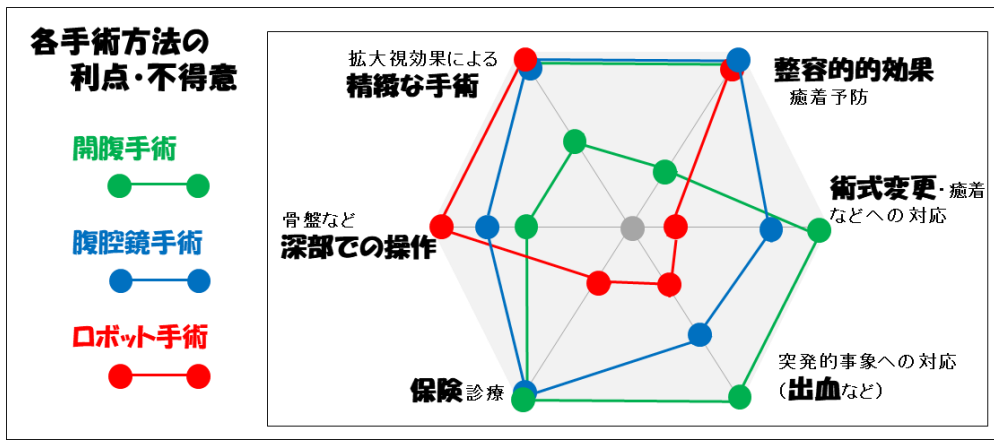 各手術方法の
利点・不得意
開腹手術
腹腔鏡手術
ロボット手術
拡大視効果による
精緻な手術
整容的的効果
癒着予防
術式変更・癒着
などへの対応
骨盤など
深部での操作
突発的事象への対応
（出血など）
保険診療